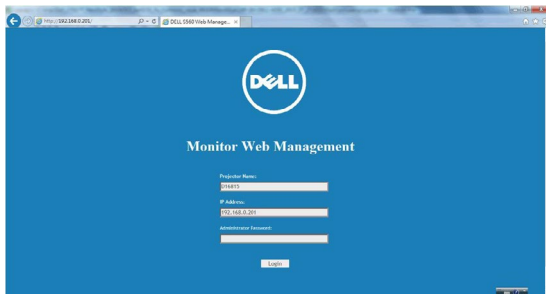 http://192.168.0.201/
DELL S560 Web Manage...
DELL
Monitor Web Management
Projector Name:
IP Address:
192.168.0.201
Administrator Password:
Login